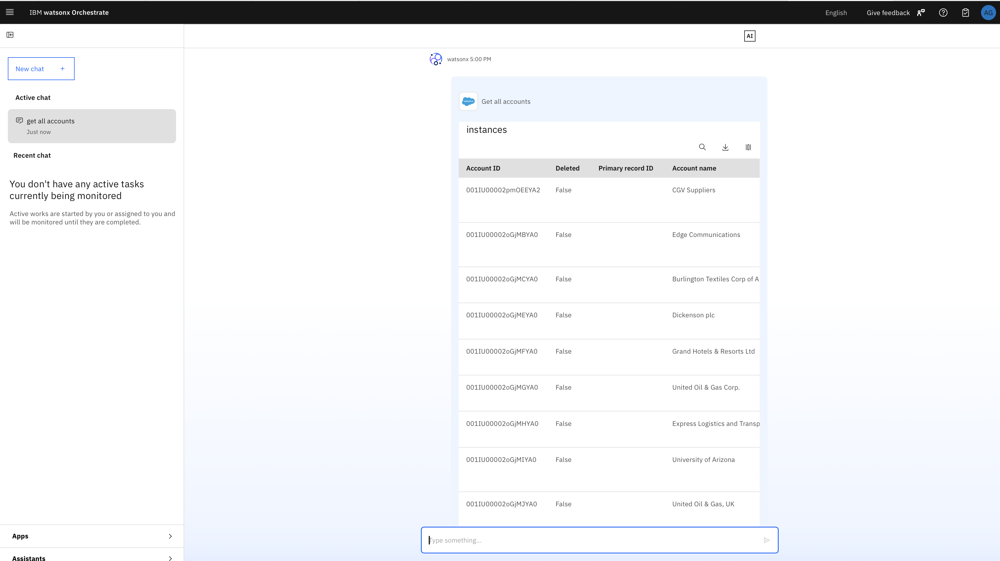 IBM watsonx Orchestrate
English
Give feedback
AG
AI
New chat +
Active chat
get all accounts
Just now
Recent chat
You don't have any active tasks
currently being monitored
Active works are started by you or assigned to you and
will be monitored until they are completed.
Apps
Assistants
watsonx 5:00 PM
salesforce
Get all accounts
instances
Account ID Deleted Primary record ID Account name
001IU00002pmOEEYA2 False CGV Suppliers
001IU00002oGjMBYA0 False Edge Communications
001IU00002oGjMCYA0 False Burlington Textiles Corp of A
001IU00002oGjMEYA0 False Dickenson plc
001IU00002oGjMFYA0 False Grand Hotels & Resorts Ltd
001IU00002oGjMGYA0 False United Oil & Gas Corp.
001IU00002oGjMHYA0 False Express Logistics and Transp
001IU00002oGjMIYA0 False University of Arizona
001IU00002oGjMJYA0 False United Oil & Gas, UK
Type something...